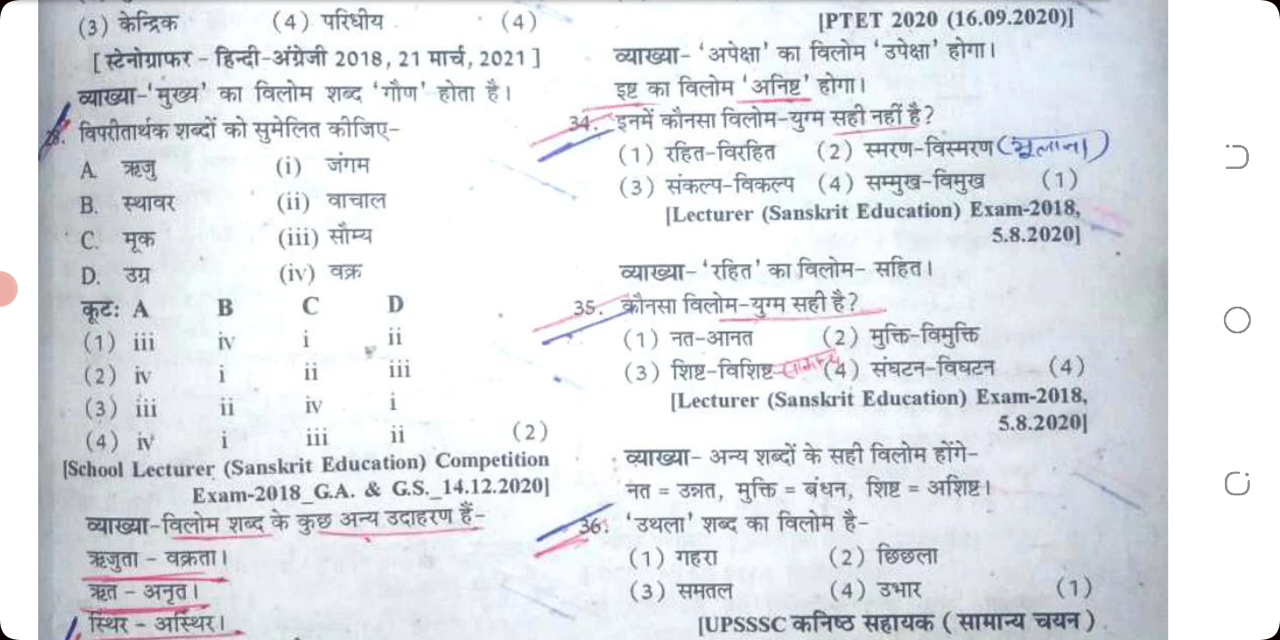 (3) केन्द्रिक (4) परिधीय (4)
[ स्टेनोग्राफर - हिन्दी-अंग्रेजी 2018, 21 मार्च, 2021 ]
व्याख्या-'मुख्य' का विलोम शब्द 'गौण' होता है।
विपरीतार्थक शब्दों को सुमेलित कीजिए-
A. ऋजु (i) जंगम
B. स्थावर (ii) वाचाल
C. मूक (iii) सौम्य
D. उग्र (iv) वक्र
कूटः A B C D
(1) iii iv i ii
(2) iv i ii iii
(3) iii ii iv i
(4) iv i iii ii (2)
[School Lecturer (Sanskrit Education) Competition
Exam-2018_G.A. & G.S._14.12.2020]
व्याख्या-विलोम शब्द के कुछ अन्य उदाहरण हैं-
ऋजुता - वक्रता।
ऋत - अनृत।
स्थिर - अस्थिर।
[PTET 2020 (16.09.2020)]
व्याख्या- 'अपेक्षा' का विलोम 'उपेक्षा' होगा।
इष्ट का विलोम 'अनिष्ट' होगा।
34. इनमें कौनसा विलोम-युग्म सही नहीं है?
(1) रहित-विरहित (2) स्मरण-विस्मरण (भूलाना)
(3) संकल्प-विकल्प (4) सम्मुख-विमुख (1)
[Lecturer (Sanskrit Education) Exam-2018,
5.8.2020]
व्याख्या- 'रहित' का विलोम- सहित।
35. कौनसा विलोम-युग्म सही है?
(1) नत-आनत (2) मुक्ति-विमुक्ति
(3) शिष्ट-विशिष्ट (4) संघटन-विघटन (4)
[Lecturer (Sanskrit Education) Exam-2018,
5.8.2020]
व्याख्या- अन्य शब्दों के सही विलोम होंगे-
नत = उन्नत, मुक्ति = बंधन, शिष्ट = अशिष्ट।
36. 'उथला' शब्द का विलोम है-
(1) गहरा (2) छिछला
(3) समतल (4) उभार (1)
[UPSSSC कनिष्ठ सहायक ( सामान्य चयन )